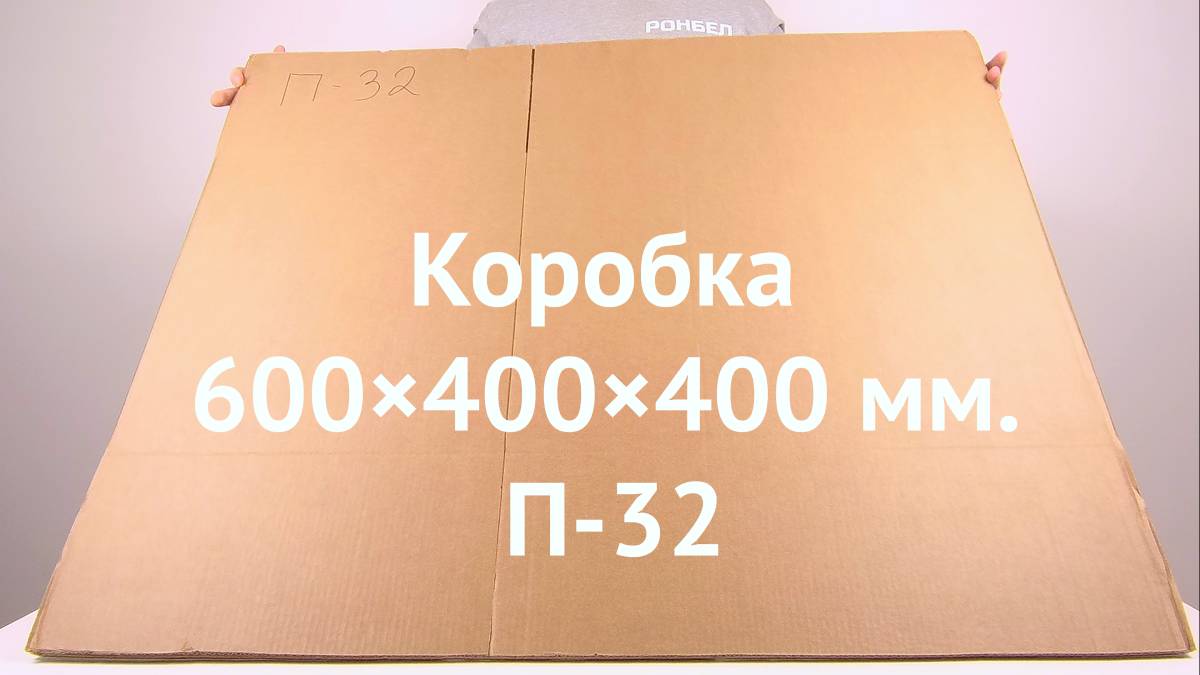 РОНБЕЛ
П-32
Коробка
600×400×400 мм.
П-32